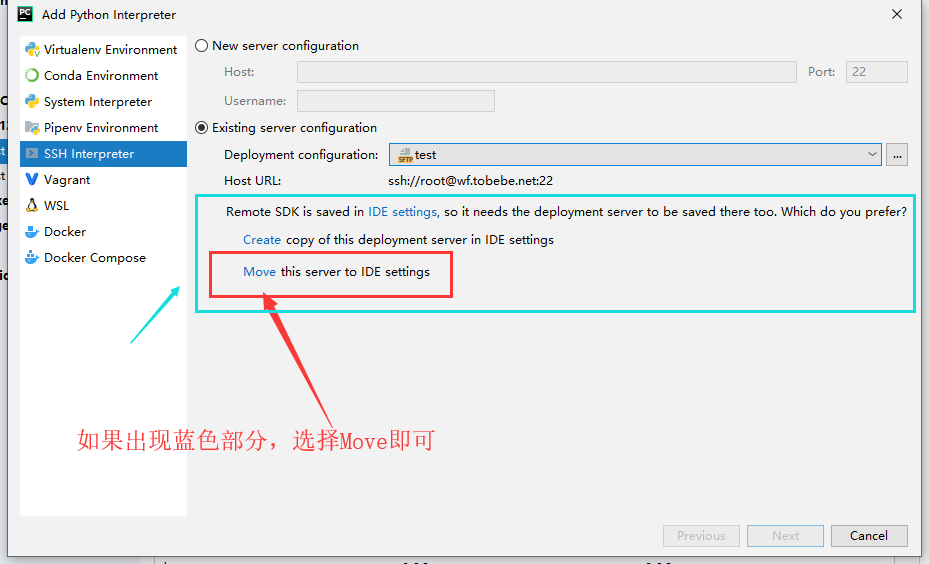 PC
Add Python Interpreter
Virtualenv Environment
Conda Environment
System Interpreter
Pipenv Environment
SSH Interpreter
Vagrant
WSL
Docker
Docker Compose
New server configuration
Host:
Port:
22
Username:
Existing server configuration
Deployment configuration:
SFTP
test
...
Host URL:
ssh://root@wf.tobebe.net:22
Remote SDK is saved in IDE settings, so it needs the deployment server to be saved there too. Which do you prefer?
Create copy of this deployment server in IDE settings
Move this server to IDE settings
如果出现蓝色部分，选择Move即可
Previous
Next
Cancel